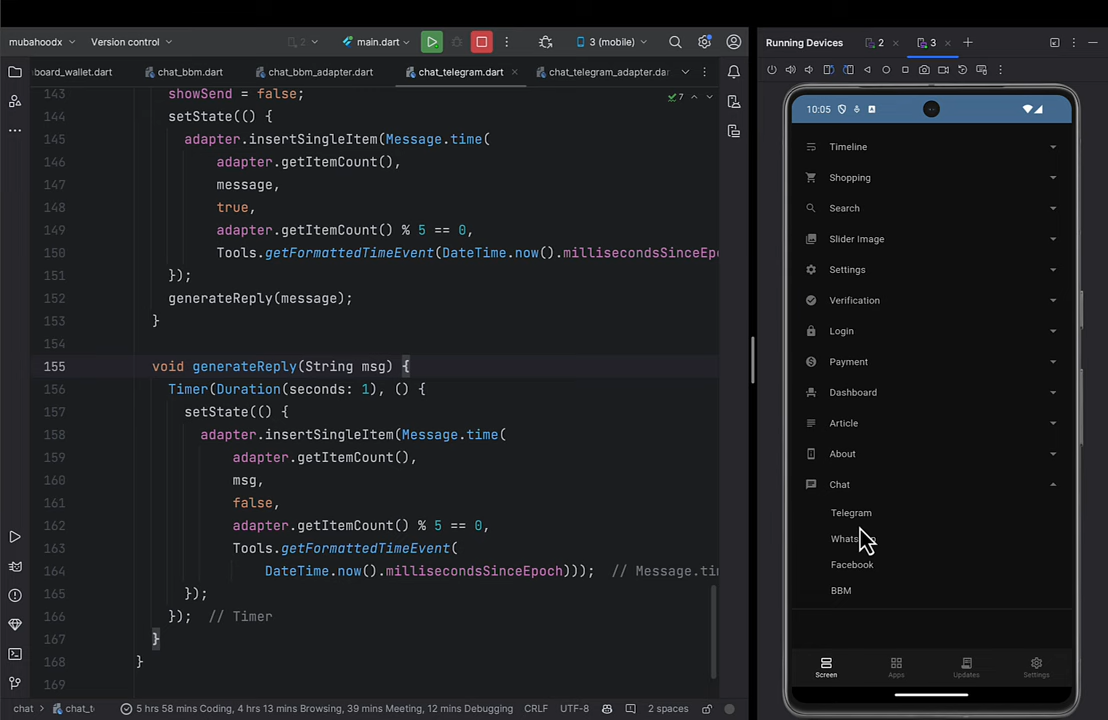 mubahoodx
Version control
2
main.dart
3 (mobile)
board_wallet.dart
chat_bbm.dart
chat_bbm_adapter.dart
chat_telegram.dart
chat_telegram_adapter.dart
7
143 showSend = false;
144 setState(() {
145 adapter.insertSingleItem(Message.time(
146 adapter.getItemCount(),
147 message,
148 true,
149 adapter.getItemCount() % 5 == 0,
150 Tools.getFormattedTimeEvent(DateTime.now().millisecondsSinceEpo
151 });
152 generateReply(message);
153 }
154
155 void generateReply(String msg) {
156 Timer(Duration(seconds: 1), () {
157 setState(() {
158 adapter.insertSingleItem(Message.time(
159 adapter.getItemCount(),
160 msg,
161 false,
162 adapter.getItemCount() % 5 == 0,
163 Tools.getFormattedTimeEvent(
164 DateTime.now().millisecondsSinceEpoch))); // Message.tim
165 });
166 }); // Timer
167 }
168 }
169
chat
chat_t
5 hrs 58 mins Coding, 4 hrs 13 mins Browsing, 39 mins Meeting, 12 mins Debugging
CRLF
UTF-8
2 spaces
Running Devices
2
3
10:05
Timeline
Shopping
Search
Slider Image
Settings
Verification
Login
Payment
Dashboard
Article
About
Chat
Telegram
Facebook
BBM
Screen
Apps
Updates
Settings